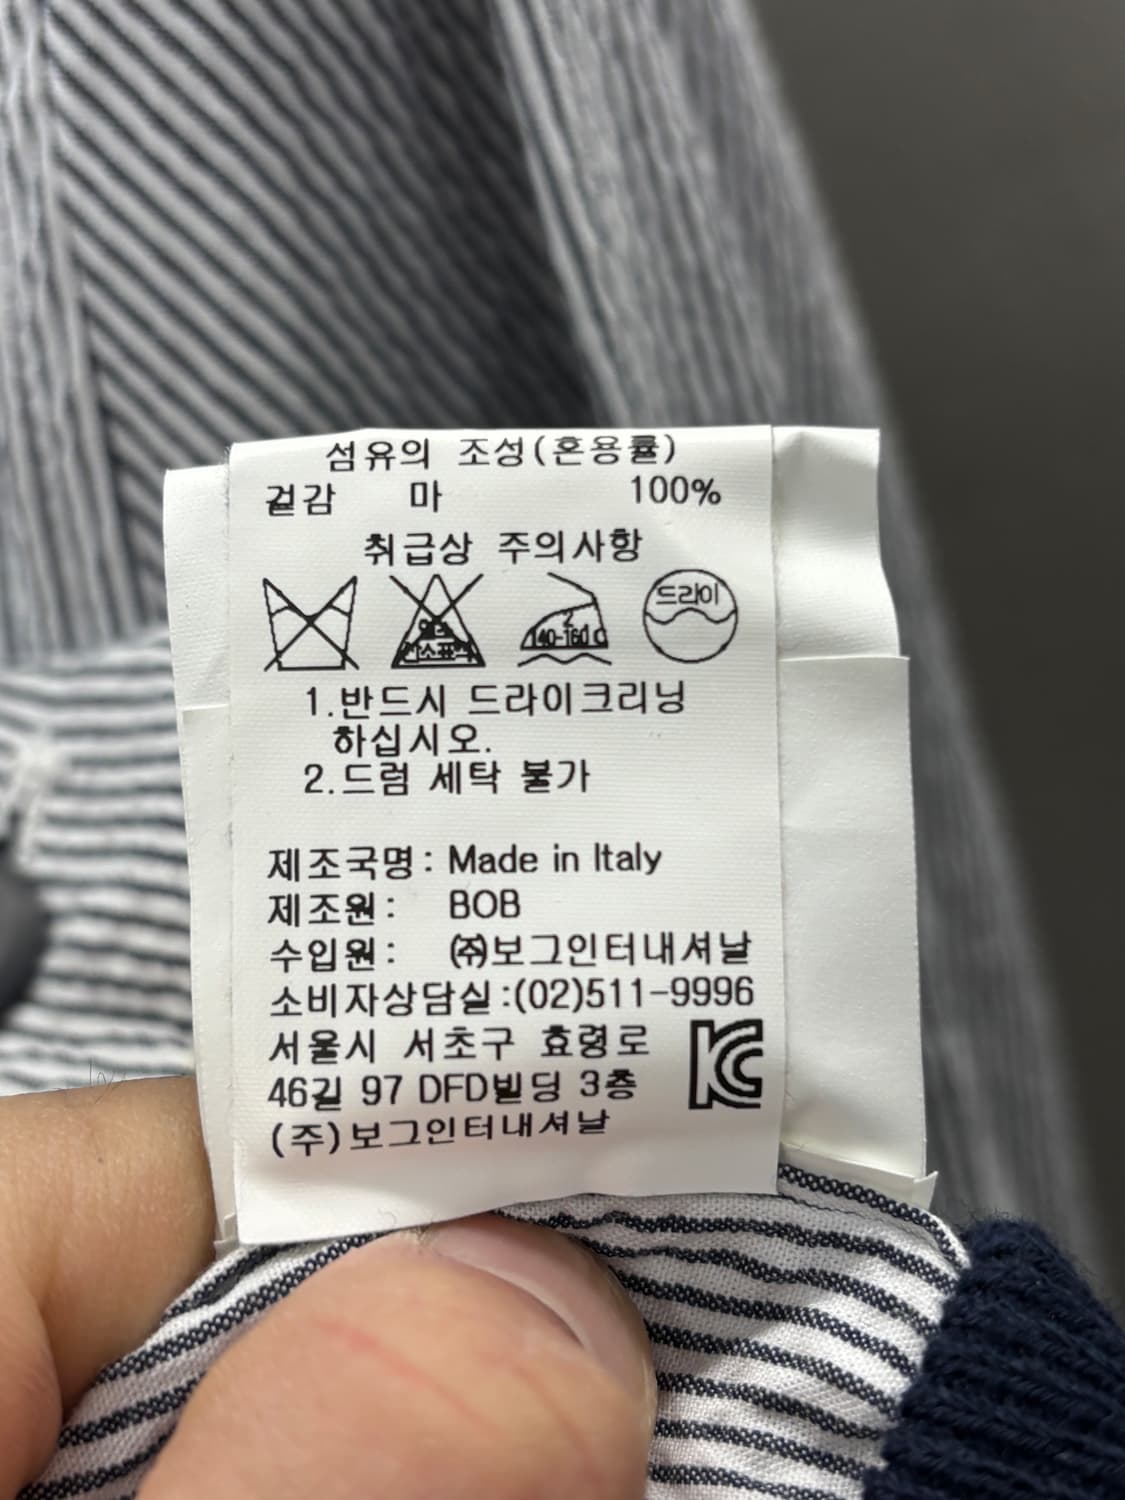 섬유의 조성(혼용률)
겉감 마 100%
취급상 주의사항
드라이
2
140-160℃
1.반드시 드라이크리닝
하십시오.
2.드럼 세탁 불가
제조국명: Made in Italy
제조원: BOB
수입원: ㈜보그인터내셔날
소비자상담실:(02)511-9996
서울시 서초구 효령로
46길 97 DFD빌딩 3층
(주)보그인터내셔날